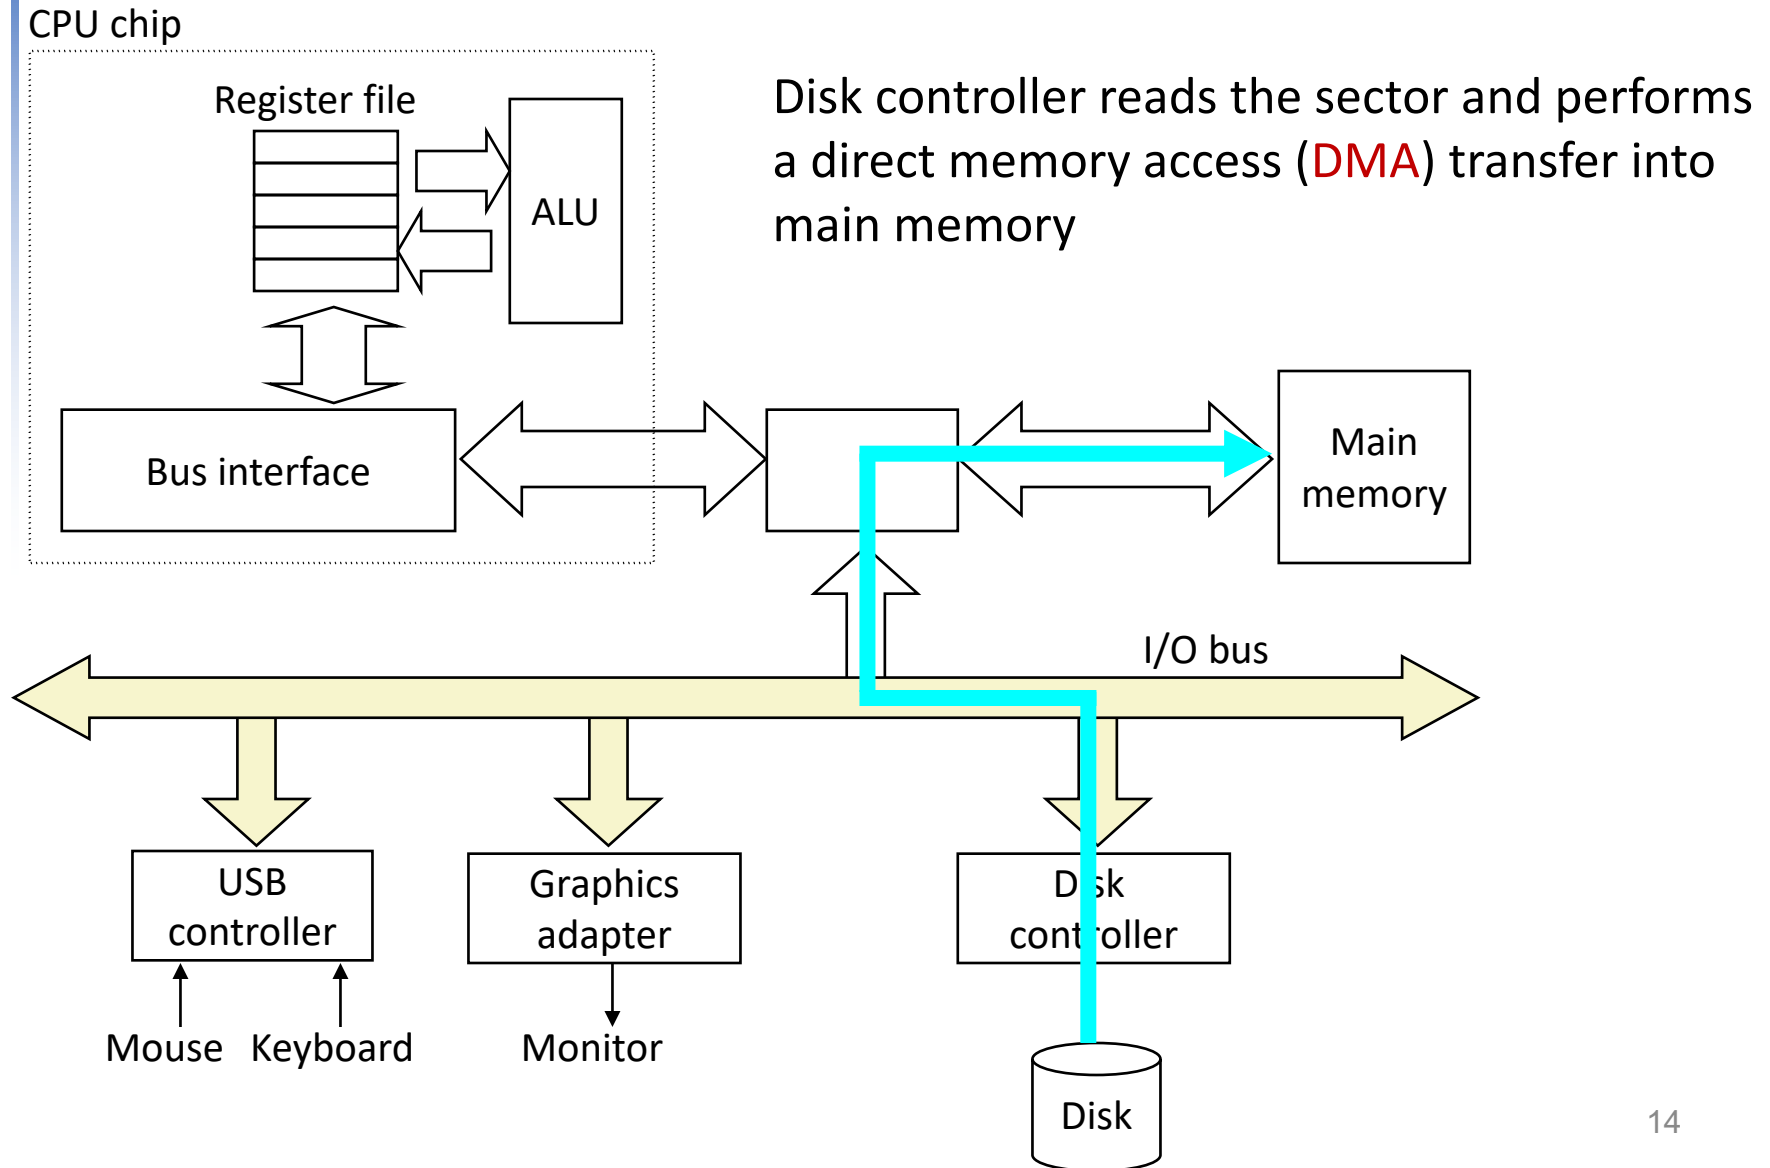 CPU chip
Register file
ALU
Disk controller reads the sector and performs
a direct memory access (DMA) transfer into
main memory
Bus interface
Main
memory
I/O bus
USB
controller
Graphics
adapter
Disk
controller
Mouse
Keyboard
Monitor
Disk
14